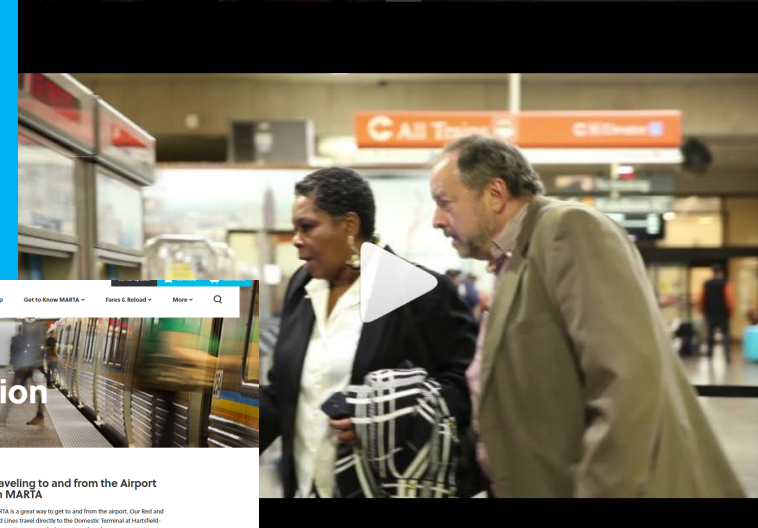 All Trains
Elevator
p
Get to Know MARTA
Fares & Reload
More
ion
aveling to and from the Airport
n MARTA
RTA is a great way to get to and from the airport. Our Red and
d Lines travel directly to the Domestic Terminal at Hartsfield-